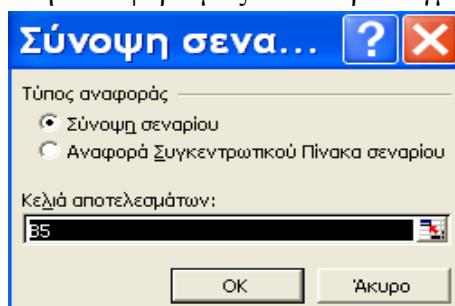 Σύνοψη σενα...
Τύπος αναφοράς
Σύνοψη σεναρίου
Αναφορά Συγκεντρωτικού Πίνακα σεναρίου
Κελιά αποτελεσμάτων:
B5
OK
Άκυρο